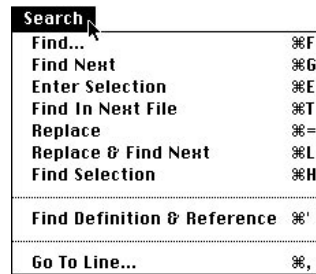 Search
Find... ⌘F
Find Next ⌘G
Enter Selection ⌘E
Find In Next File ⌘T
Replace ⌘=
Replace & Find Next ⌘L
Find Selection ⌘H
Find Definition & Reference ⌘'
Go To Line... ⌘,